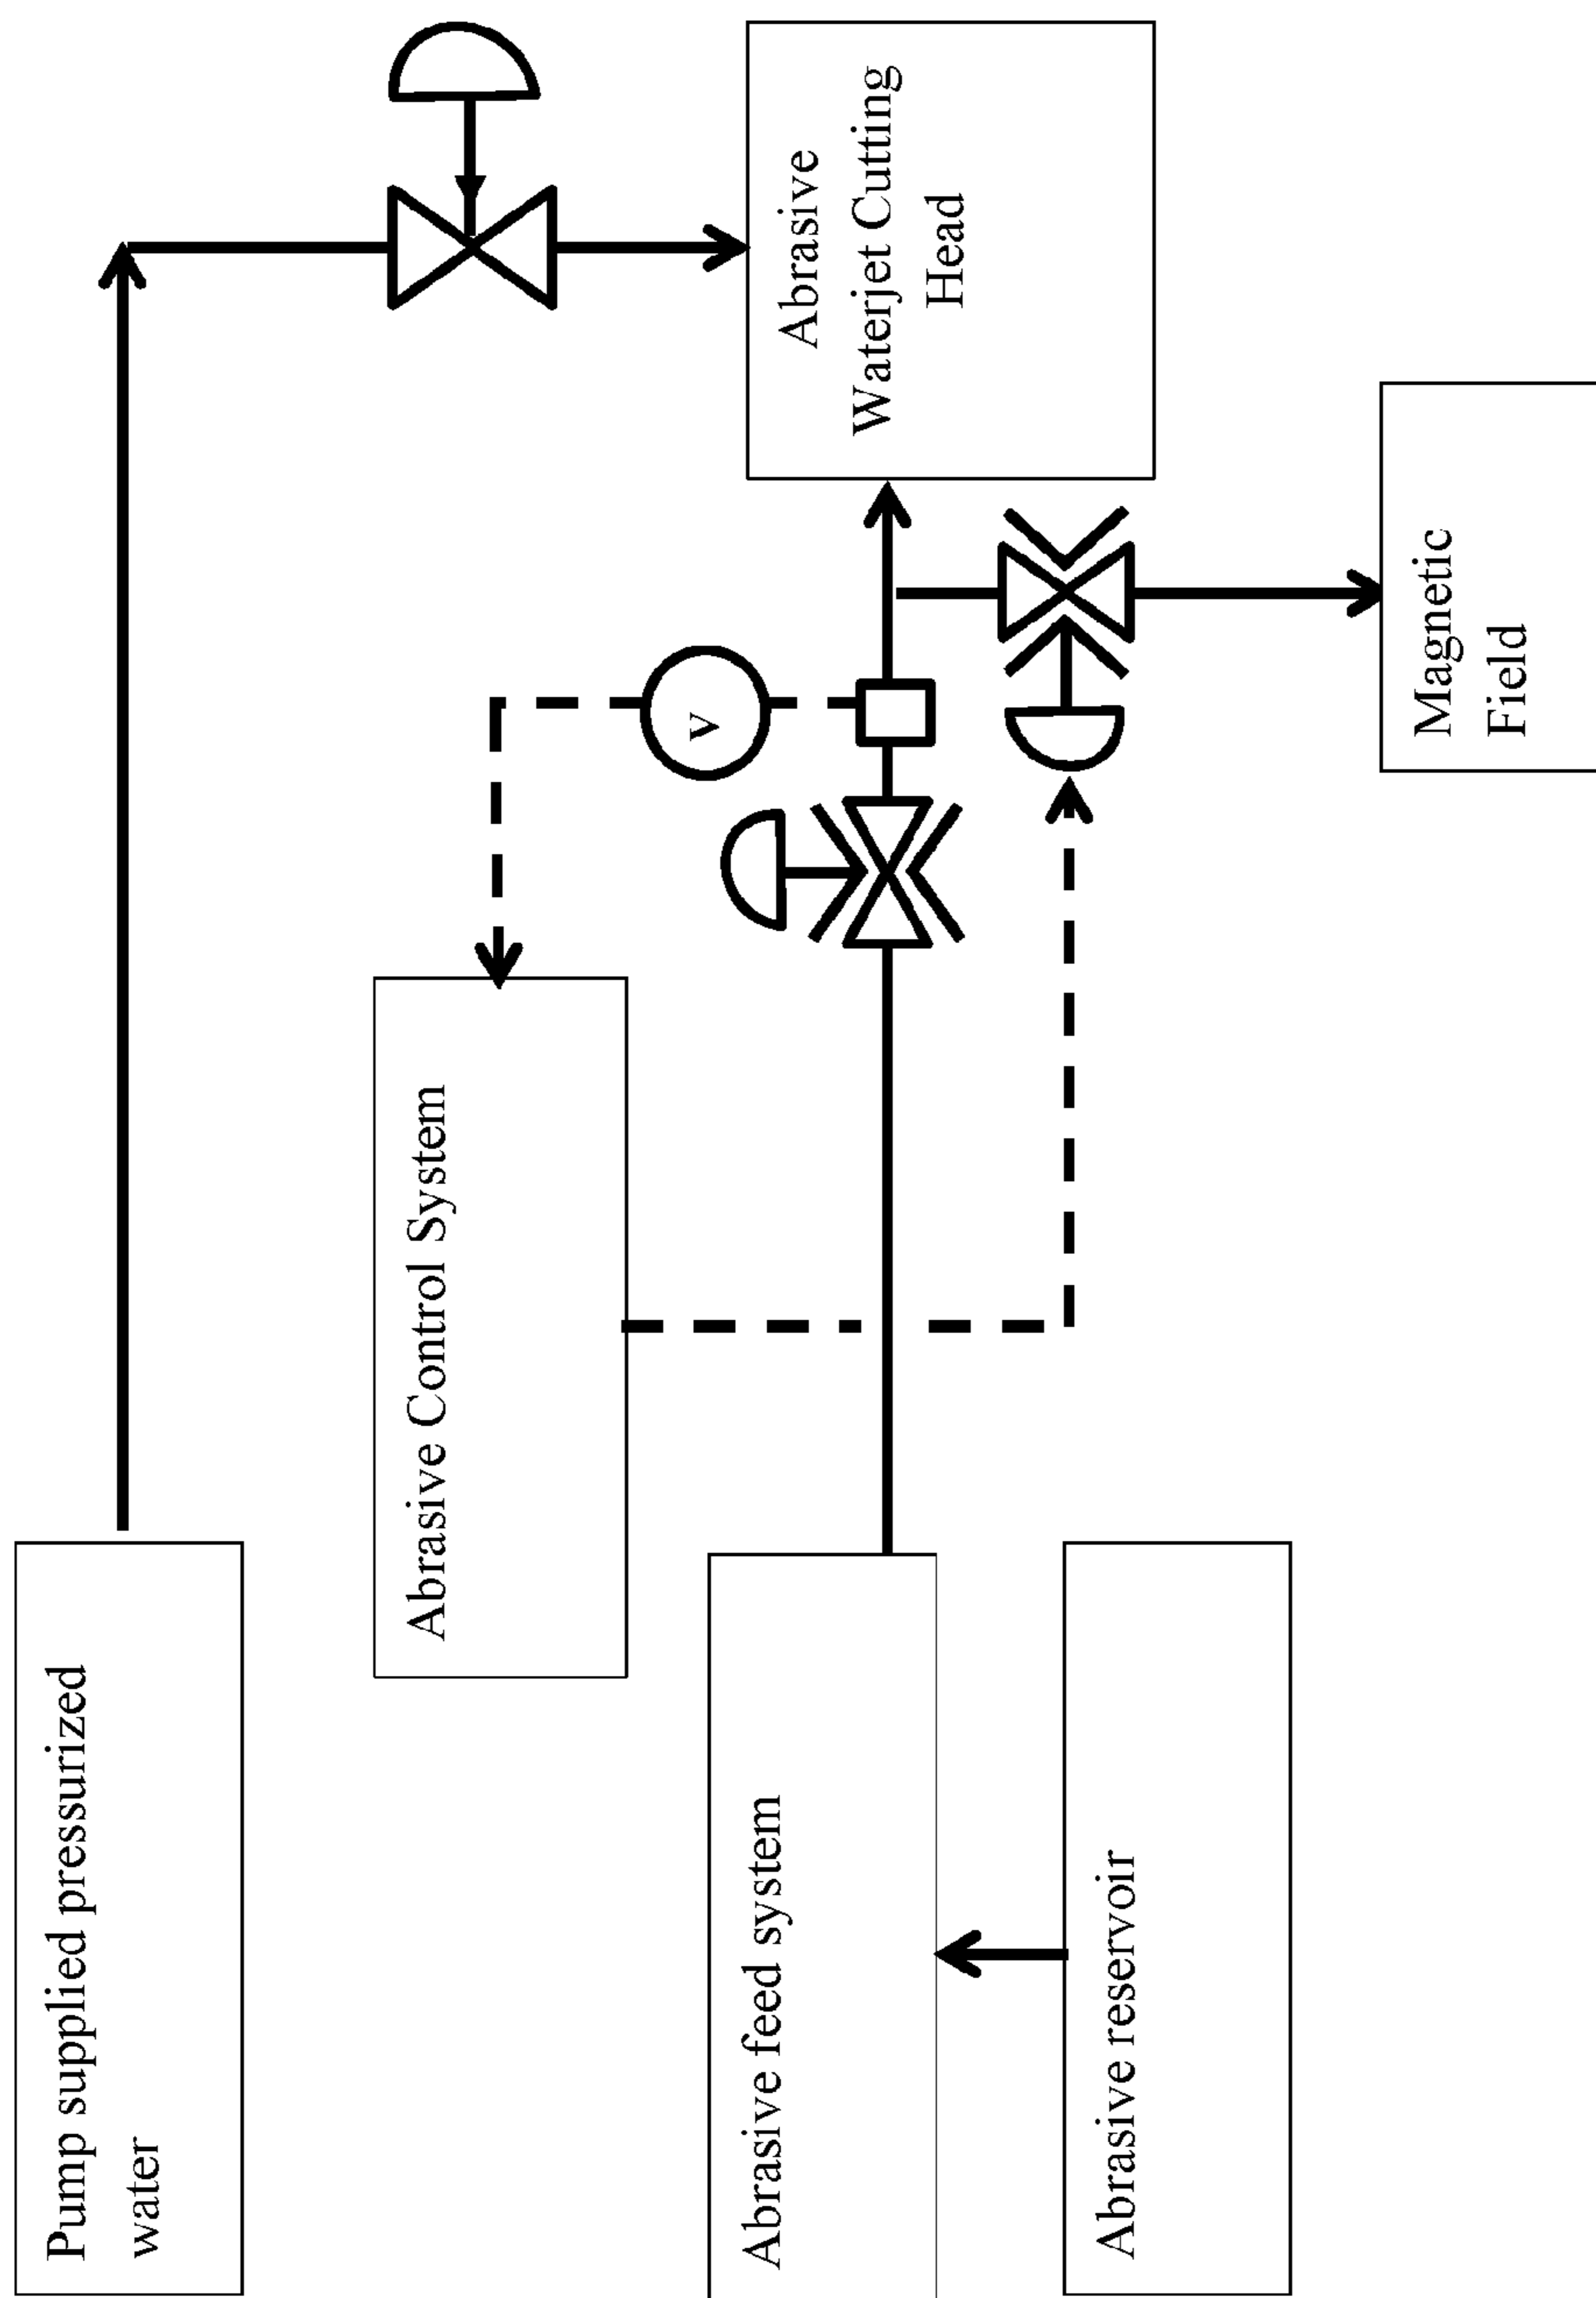 Pump supplied pressurized
water
Abrasive Control System
Abrasive feed system
Abrasive reservoir
v
Abrasive
Waterjet Cutting
Head
Magnetic
Field